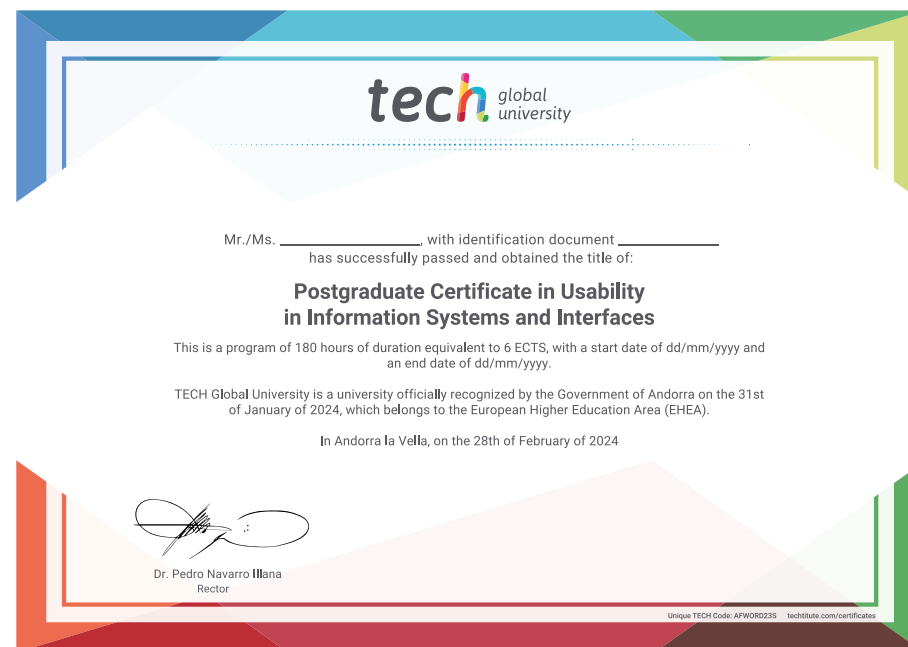 tech global
university
Mr./Ms. ____________, with identification document ____________
has successfully passed and obtained the title of:
Postgraduate Certificate in Usability
in Information Systems and Interfaces
This is a program of 180 hours of duration equivalent to 6 ECTS, with a start date of dd/mm/yyyy and
an end date of dd/mm/yyyy.
TECH Global University is a university officially recognized by the Government of Andorra on the 31st
of January of 2024, which belongs to the European Higher Education Area (EHEA).
In Andorra la Vella, on the 28th of February of 2024
Dr. Pedro Navarro Illana
Rector
Unique TECH Code: AFWORD23S techtitute.com/certificates